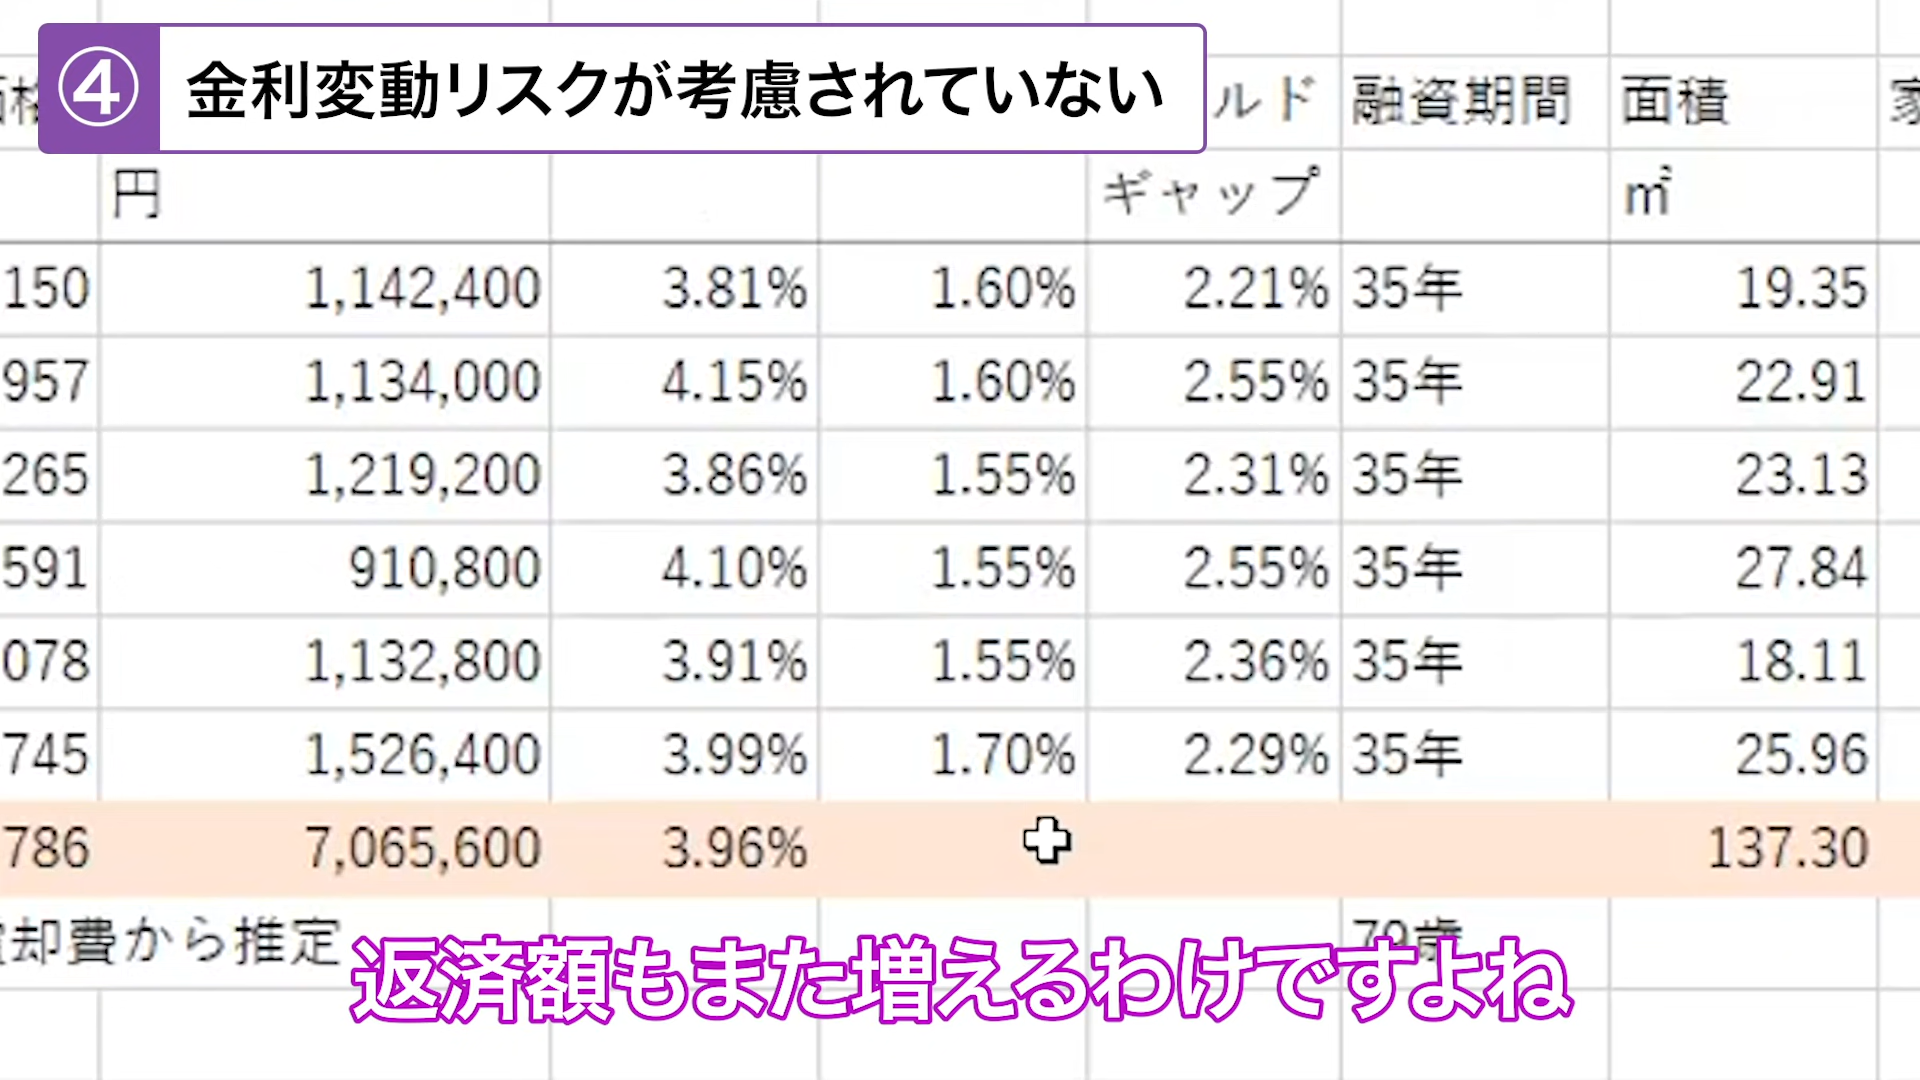 ④ 金利変動リスクが考慮されていない
ルド 融資期間 面積
円 ギャップ ㎡
150 1,142,400 3.81% 1.60% 2.21% 35年 19.35
957 1,134,000 4.15% 1.60% 2.55% 35年 22.91
265 1,219,200 3.86% 1.55% 2.31% 35年 23.13
591 910,800 4.10% 1.55% 2.55% 35年 27.84
078 1,132,800 3.91% 1.55% 2.36% 35年 18.11
745 1,526,400 3.99% 1.70% 2.29% 35年 25.96
786 7,065,600 3.96% 137.30
却費から推定
返済額もまた増えるわけですよね